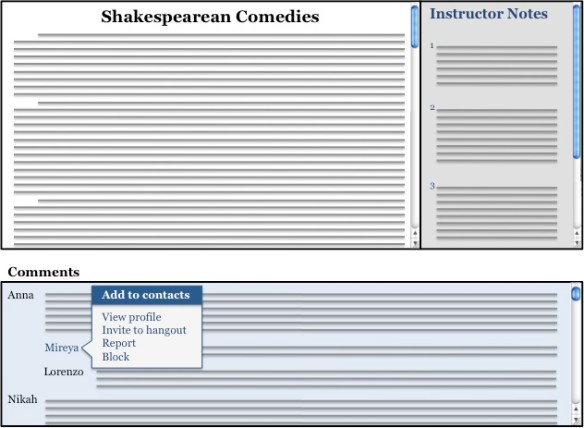 Shakespearean Comedies
Instructor Notes
1
2
3
Comments
Anna
Add to contacts
View profile
Invite to hangout
Report
Block
Mireya
Lorenzo
Nikah